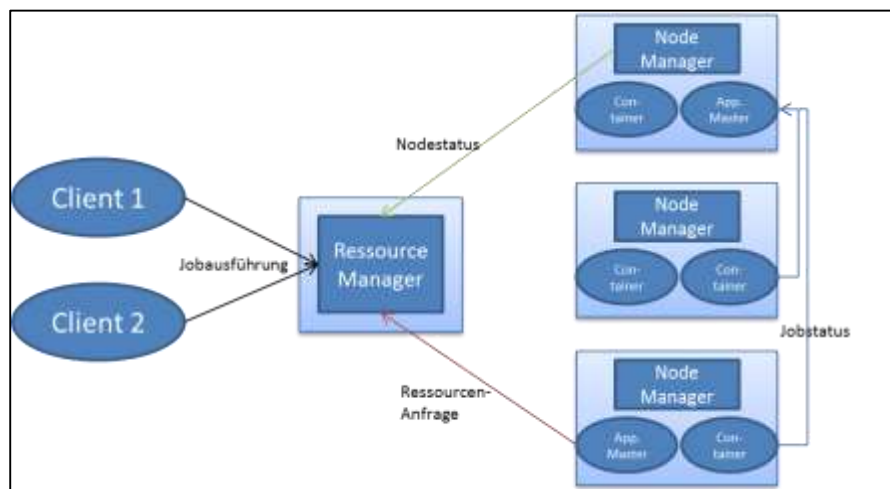 Node
Manager
Con-
tainer
App.
Master
Nodestatus
Client 1
Jobausführung
Ressource
Manager
Client 2
Node
Manager
Con-
tainer
Con-
tainer
Jobstatus
Ressourcen-
Anfrage
Node
Manager
App.
Master
Con-
tainer